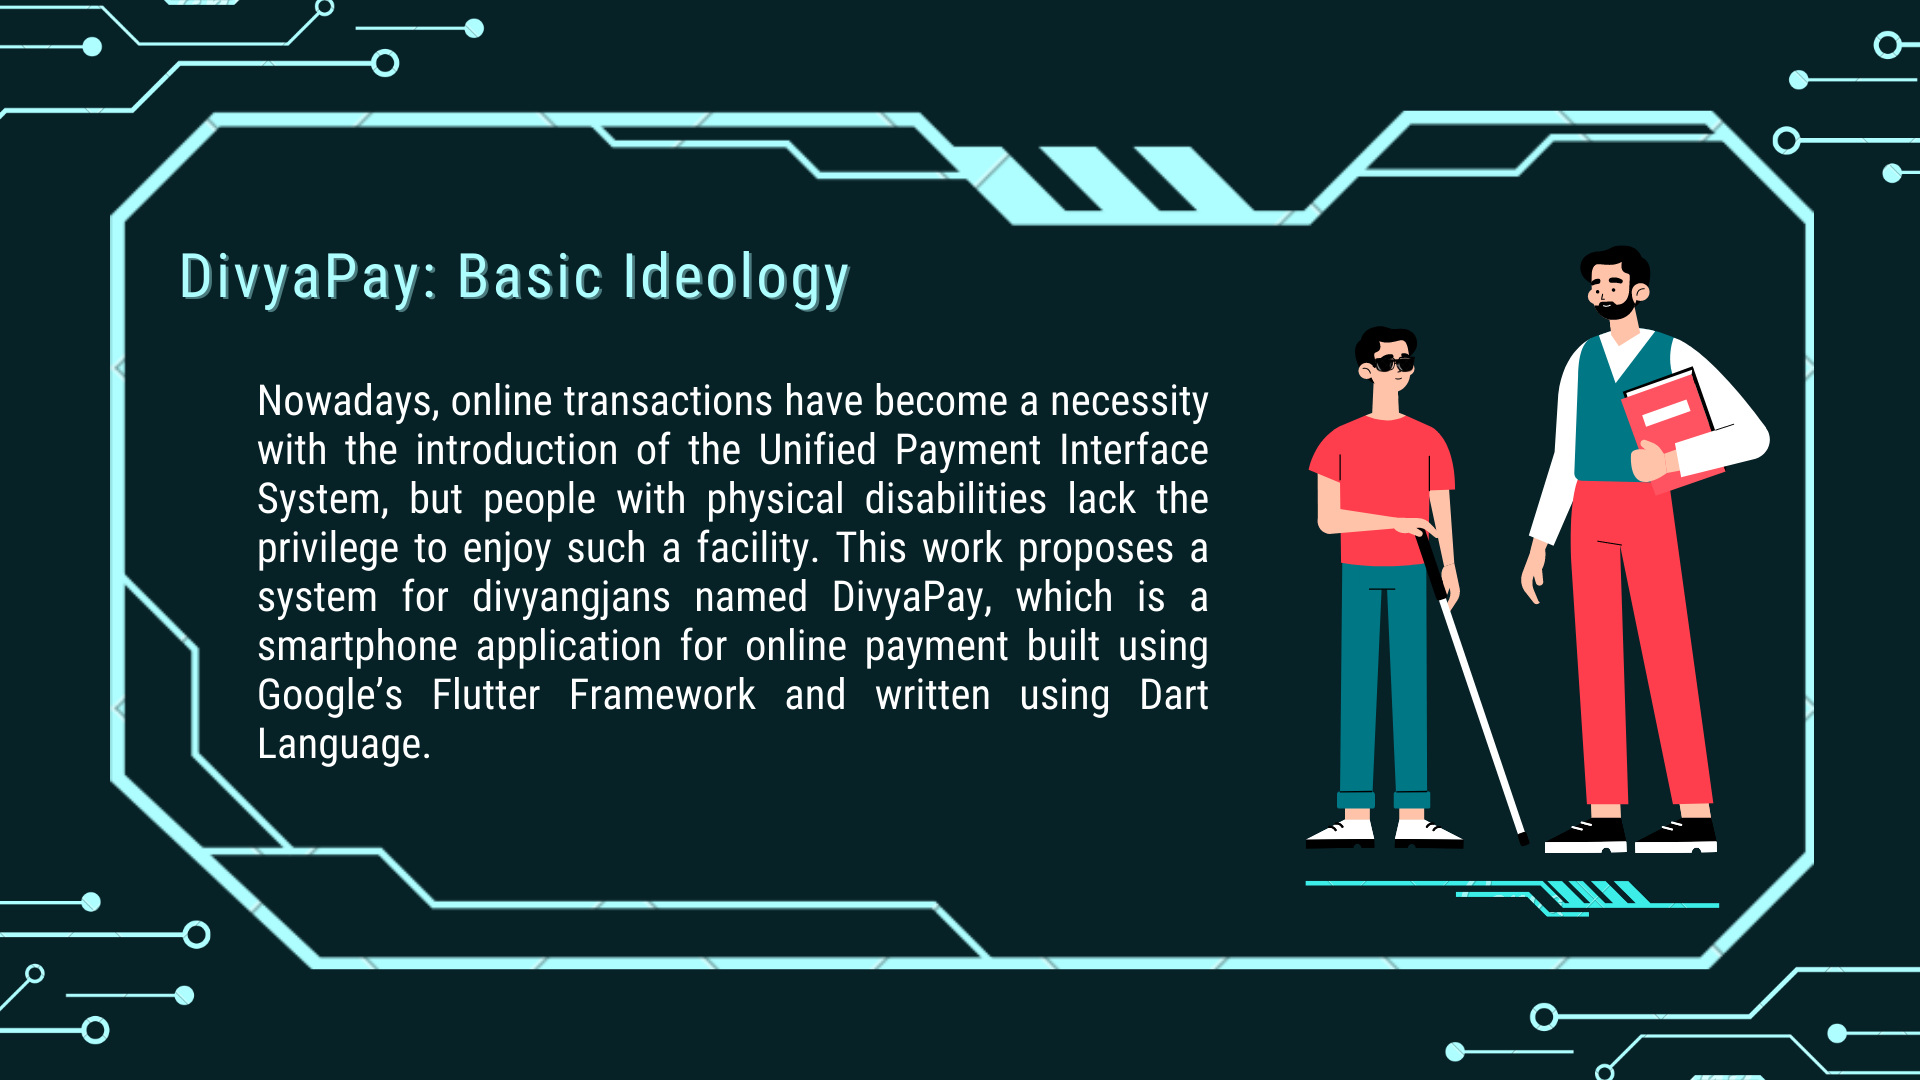 DivyaPay: Basic Ideology
Nowadays, online transactions have become a necessity
with the introduction of the Unified Payment Interface
System, but people with physical disabilities lack the
privilege to enjoy such a facility. This work proposes a
system for divyangjans named DivyaPay, which is a
smartphone application for online payment built using
Google’s Flutter Framework and written using Dart
Language.